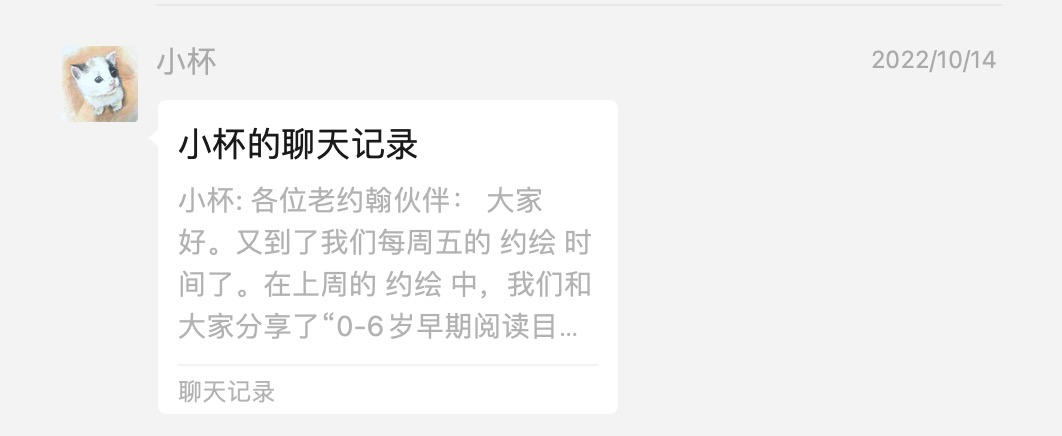 小杯
2022/10/14
小杯的聊天记录
小杯: 各位老约翰伙伴： 大家
好。又到了我们每周五的 约绘 时
间了。在上周的 约绘 中，我们和
大家分享了“0-6岁早期阅读目...
聊天记录